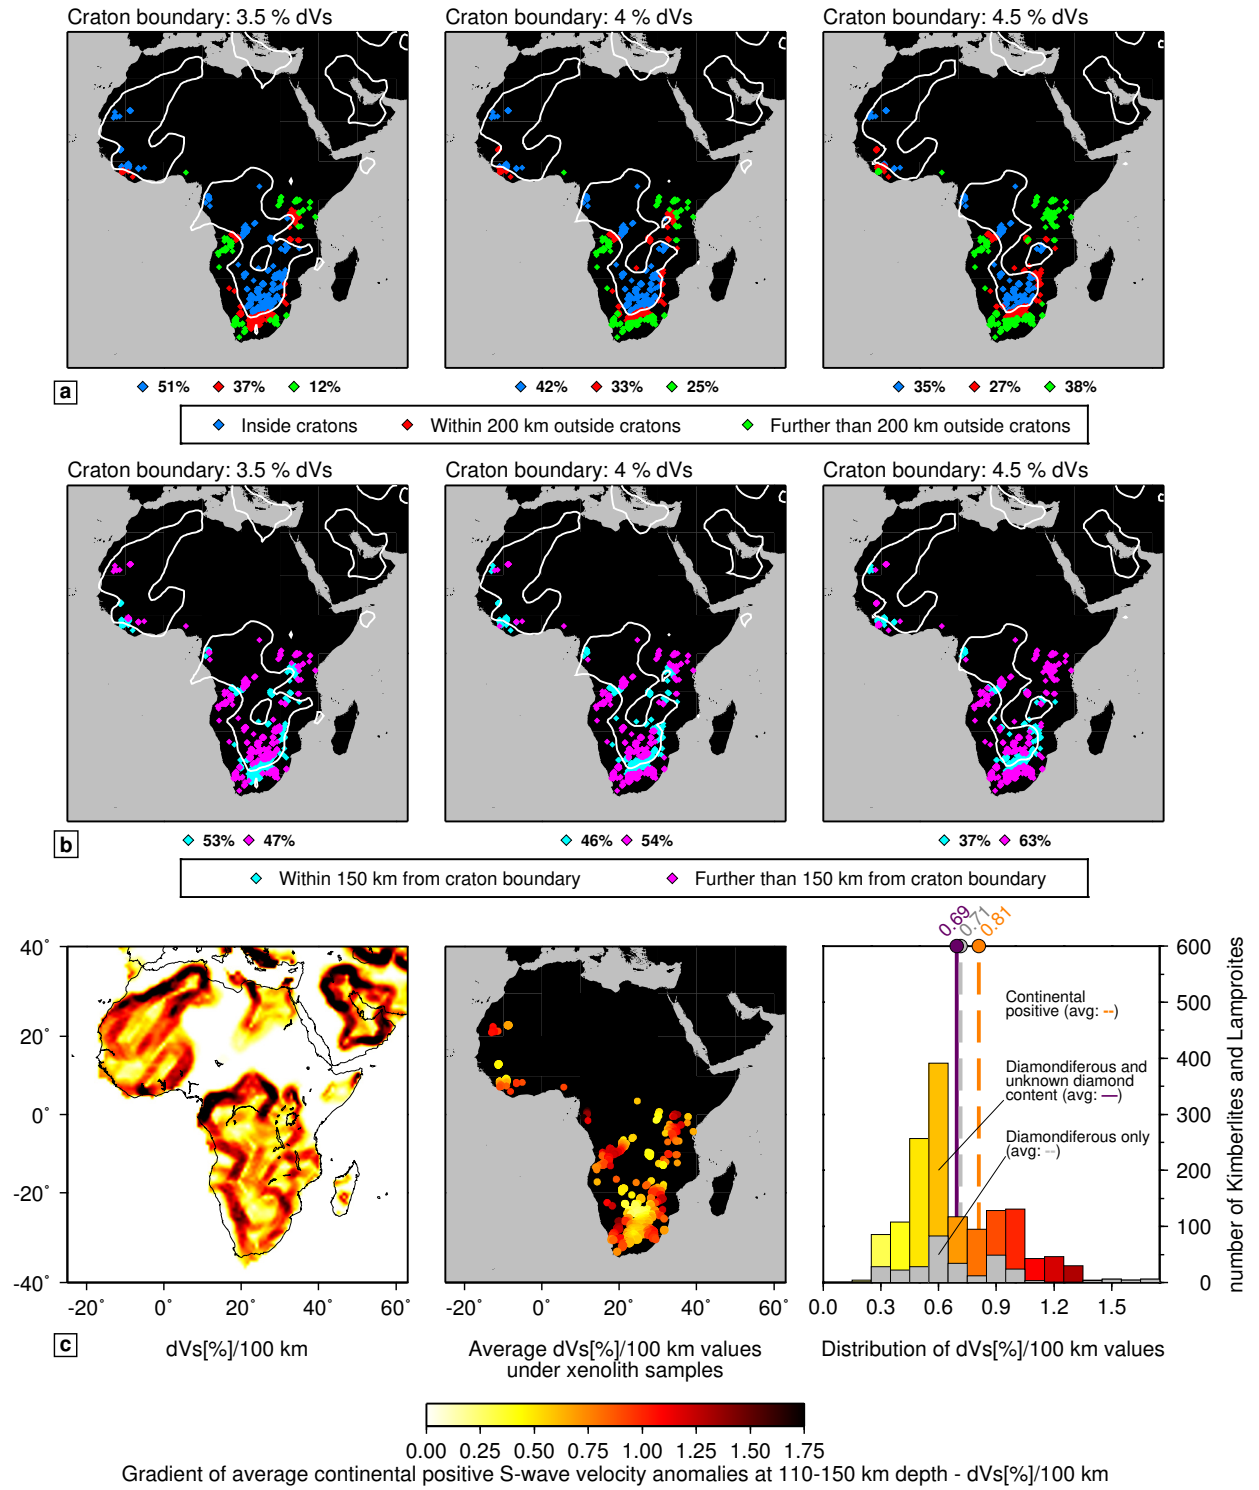 Craton boundary: 3.5 % dVs
Craton boundary: 4 % dVs
Craton boundary: 4.5 % dVs
a
51% 37% 12%
42% 33% 25%
35% 27% 38%
Inside cratons
Within 200 km outside cratons
Further than 200 km outside cratons
Craton boundary: 3.5 % dVs
Craton boundary: 4 % dVs
Craton boundary: 4.5 % dVs
b
53% 47%
46% 54%
37% 63%
Within 150 km from craton boundary
Further than 150 km from craton boundary
40˚
20˚
0˚
-20˚
-40˚
-20˚ 0˚ 20˚ 40˚ 60˚
c
dVs[%]/100 km
-20˚ 0˚ 20˚ 40˚ 60˚
Average dVs[%]/100 km values
under xenolith samples
0.69
0.71
0.81
Continental
positive (avg: --)
Diamondiferous and
unknown diamond
content (avg: —)
Diamondiferous only
(avg: --)
600
500
400
300
200
100
0
number of Kimberlites and Lamproites
0.0 0.3 0.6 0.9 1.2 1.5
Distribution of dVs[%]/100 km values
0.00 0.25 0.50 0.75 1.00 1.25 1.50 1.75
Gradient of average continental positive S-wave velocity anomalies at 110-150 km depth - dVs[%]/100 km